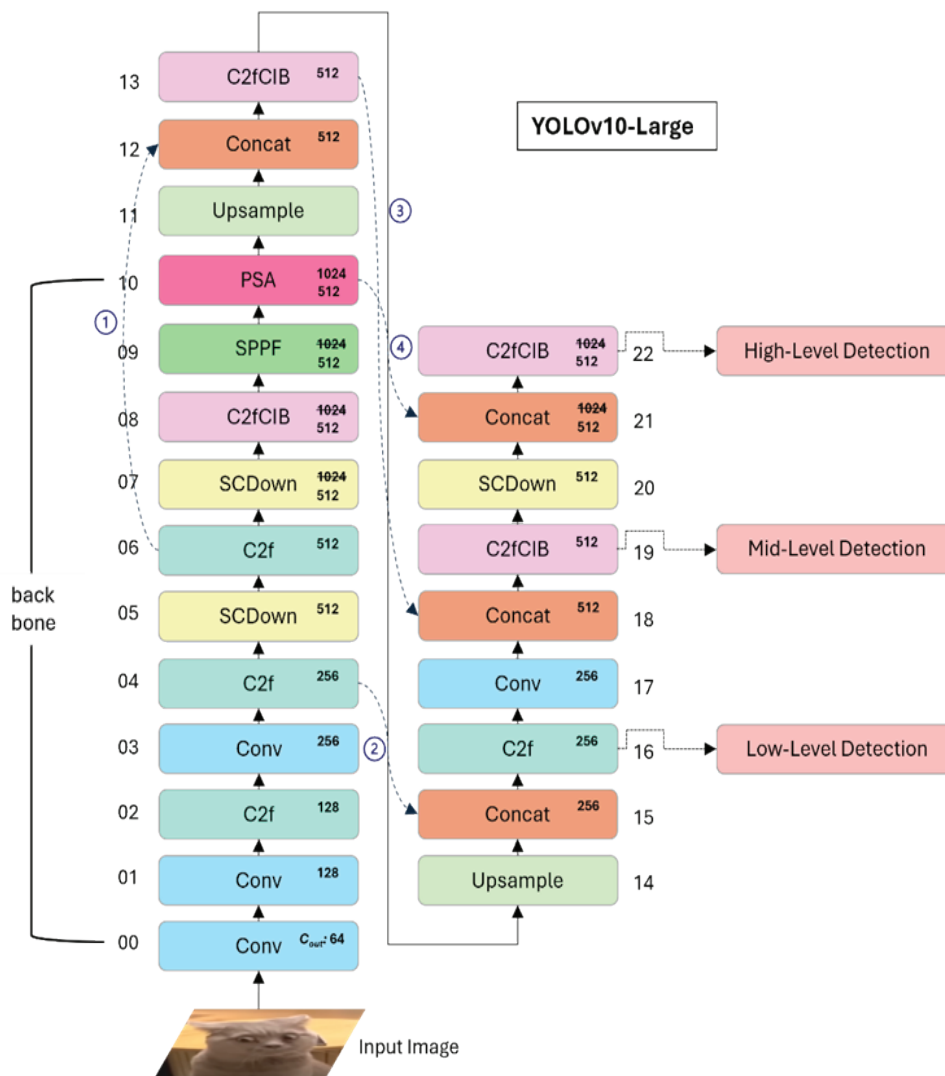 YOLOv10-Large
13
C2fCIB 512
12
Concat 512
11
Upsample
10
PSA 1024
512
09
SPPF 1024
512
08
C2fCIB 1024
512
07
SCDown 1024
512
06
C2f 512
05
SCDown 512
04
C2f 256
03
Conv 256
02
C2f 128
01
Conv 128
00
Conv Cout: 64
Input Image
back
bone
1
2
3
4
C2fCIB 1024
512
22
High-Level Detection
Concat 1024
512
21
SCDown 512
20
C2fCIB 512
19
Mid-Level Detection
Concat 512
18
Conv 256
17
C2f 256
16
Low-Level Detection
Concat 256
15
Upsample
14